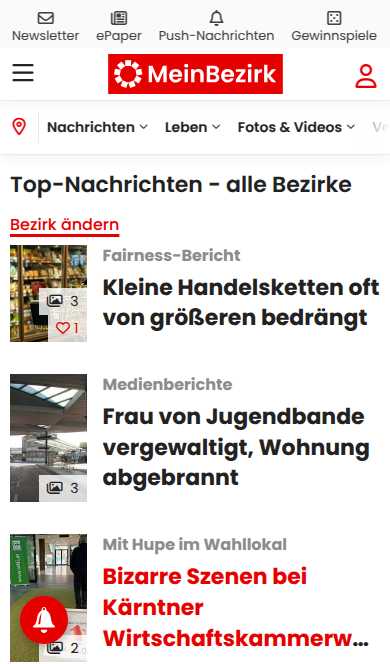 Newsletter ePaper Push-Nachrichten Gewinnspiele
MeinBezirk
Nachrichten Leben Fotos & Videos
Top-Nachrichten - alle Bezirke
Bezirk ändern
Fairness-Bericht
Kleine Handelsketten oft
von größeren bedrängt
3
1
Medienberichte
Frau von Jugendbande
vergewaltigt, Wohnung
abgebrannt
3
Mit Hupe im Wahllokal
Bizarre Szenen bei
Kärntner
Wirtschaftskammerw...
2